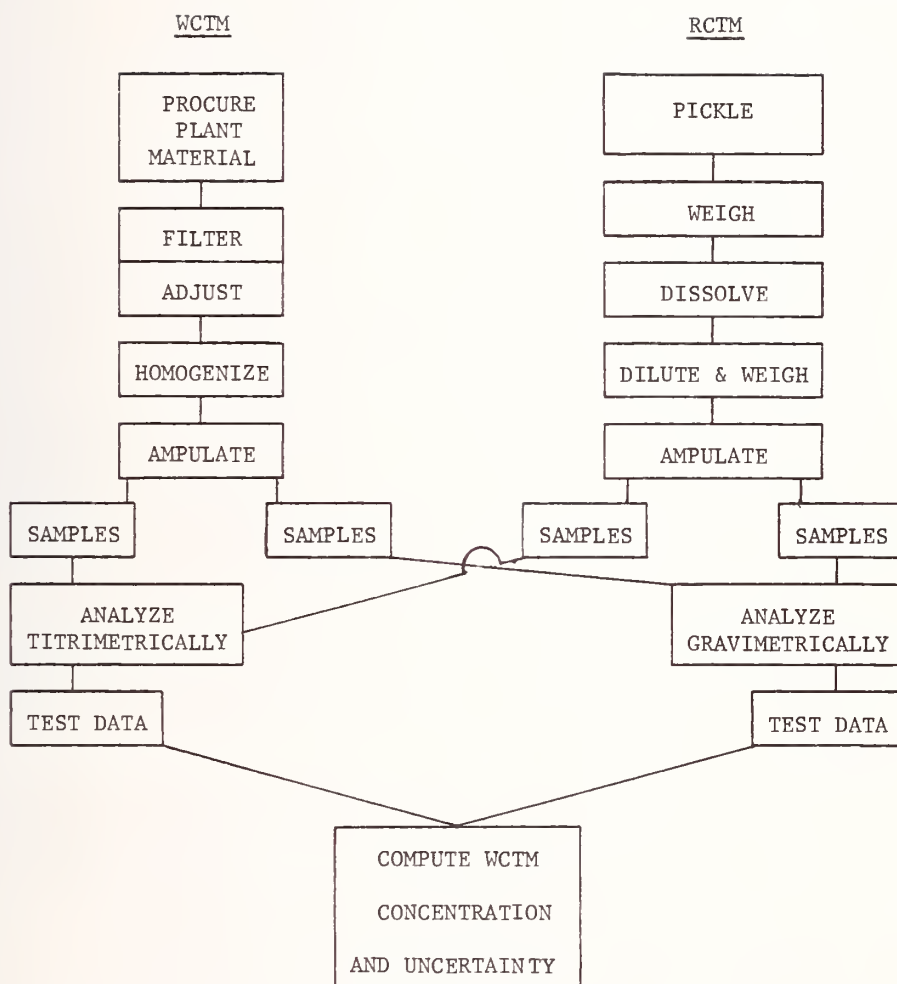 WCTM
PROCURE
PLANT
MATERIAL
FILTER
ADJUST
HOMOGENIZE
AMPULATE
SAMPLES
SAMPLES
ANALYZE
TITRIMETRICALLY
TEST DATA
RCTM
PICKLE
WEIGH
DISSOLVE
DILUTE & WEIGH
AMPULATE
SAMPLES
SAMPLES
ANALYZE
GRAVIMETRICALLY
TEST DATA
COMPUTE WCTM
CONCENTRATION
AND UNCERTAINTY